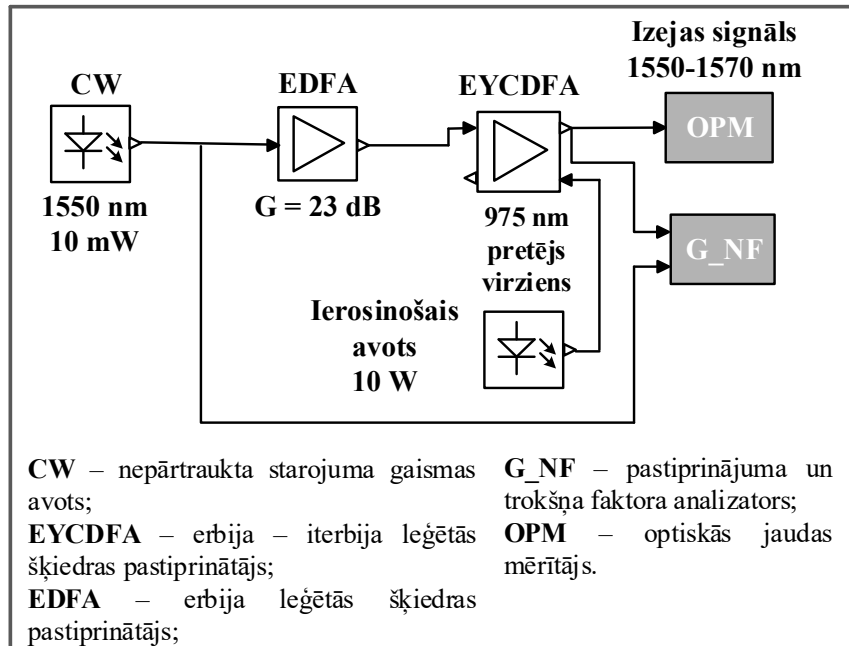 Izejas signāls
1550-1570 nm
CW
EDFA
EYCDFA
OPM
1550 nm
10 mW
G = 23 dB
975 nm
pretējs
virziens
G_NF
Ierosinošais
avots
10 W
CW – nepārtraukta starojuma gaismas
avots;
EYCDFA – erbija – iterbija leģētās
šķiedras pastiprinātājs;
EDFA – erbija leģētās šķiedras
pastiprinātājs;
G_NF – pastiprinājuma un
trokšņa faktora analizators;
OPM – optiskās jaudas
mērītājs.